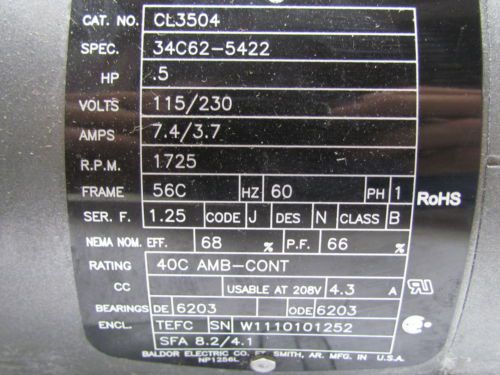 CAT. NO. CL3504
SPEC. 34C62-5422
HP .5
VOLTS 115/230
AMPS 7.4/3.7
R.P.M. 1725
FRAME 56C HZ 60 PH 1 RoHS
SER. F. 1.25 CODE J DES N CLASS B
NEMA NOM. EFF. 68 % P.F. 66 %
RATING 40C AMB-CONT
CC USABLE AT 208V 4.3 A
BEARINGS DE 6203 ODE 6203
ENCL. TEFC SN W1110101252
SFA 8.2/4.1
BALDOR ELECTRIC CO. FT. SMITH, AR. MFG. IN U.S.A.
NP1256L